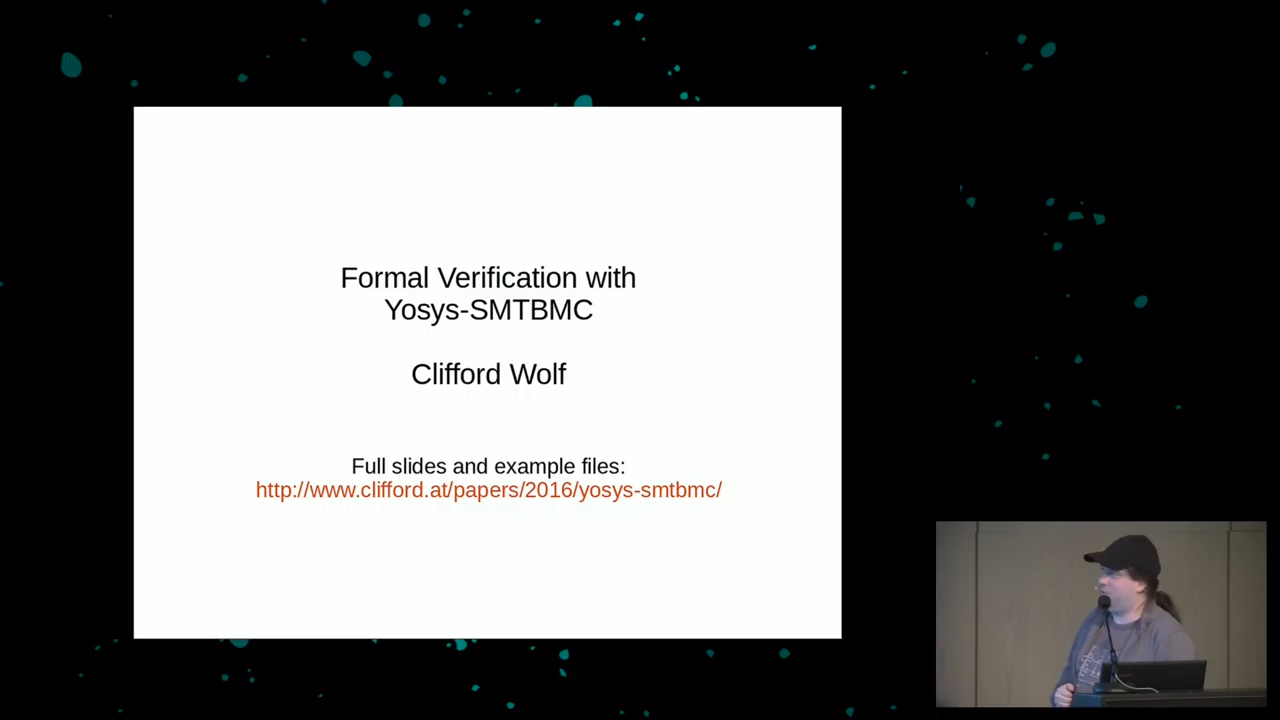 Formal Verification with
Yosys-SMTBMC
Clifford Wolf
Full slides and example files:
http://www.clifford.at/papers/2016/yosys-smtbmc/